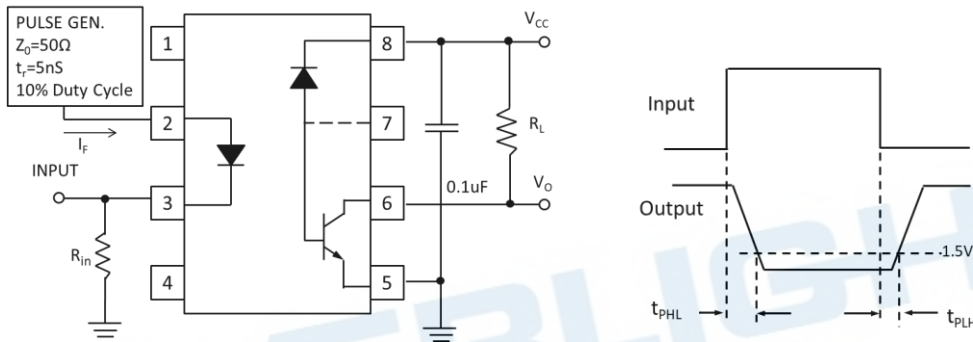 PULSE GEN.
Z0=50Ω
tr=5nS
10% Duty Cycle
1
2
3
4
8
7
6
5
IF
INPUT
Rin
VCC
RL
0.1uF
VO
Input
Output
1.5V
tPHL
tPLH